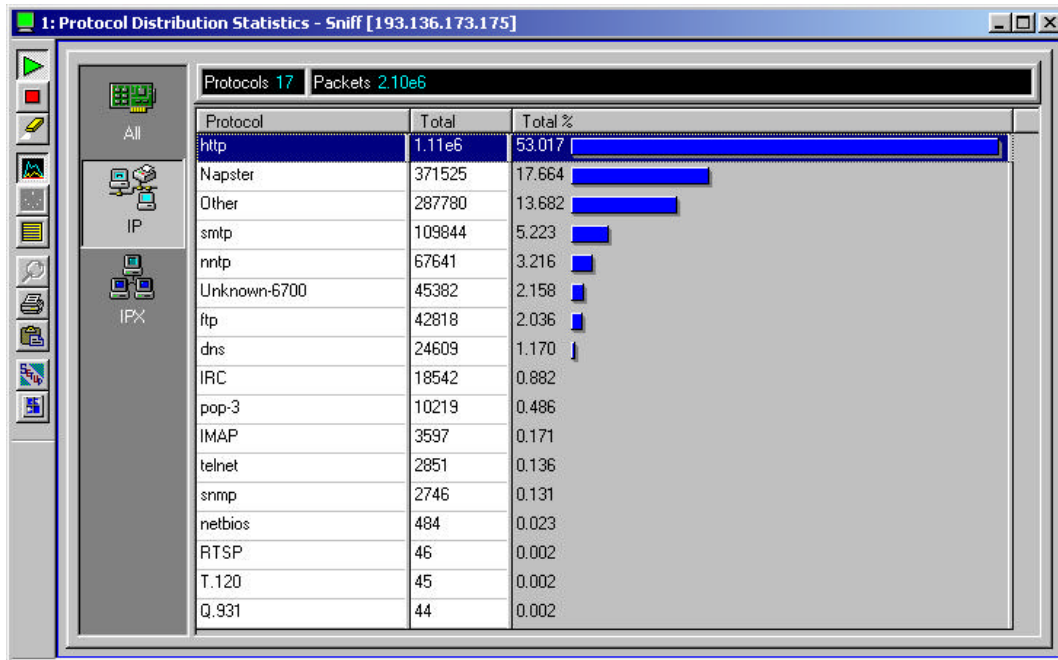 1: Protocol Distribution Statistics - Sniff [193.136.173.175]
All
IP
IPX
Protocols 17 Packets 2.10e6
Protocol Total Total %
http 1.11e6 53.017
Napster 371525 17.664
Other 287780 13.682
smtp 109844 5.223
nntp 67641 3.216
Unknown-6700 45382 2.158
ftp 42818 2.036
dns 24609 1.170
IRC 18542 0.882
pop-3 10219 0.486
IMAP 3597 0.171
telnet 2851 0.136
snmp 2746 0.131
netbios 484 0.023
RTSP 46 0.002
T.120 45 0.002
Q.931 44 0.002